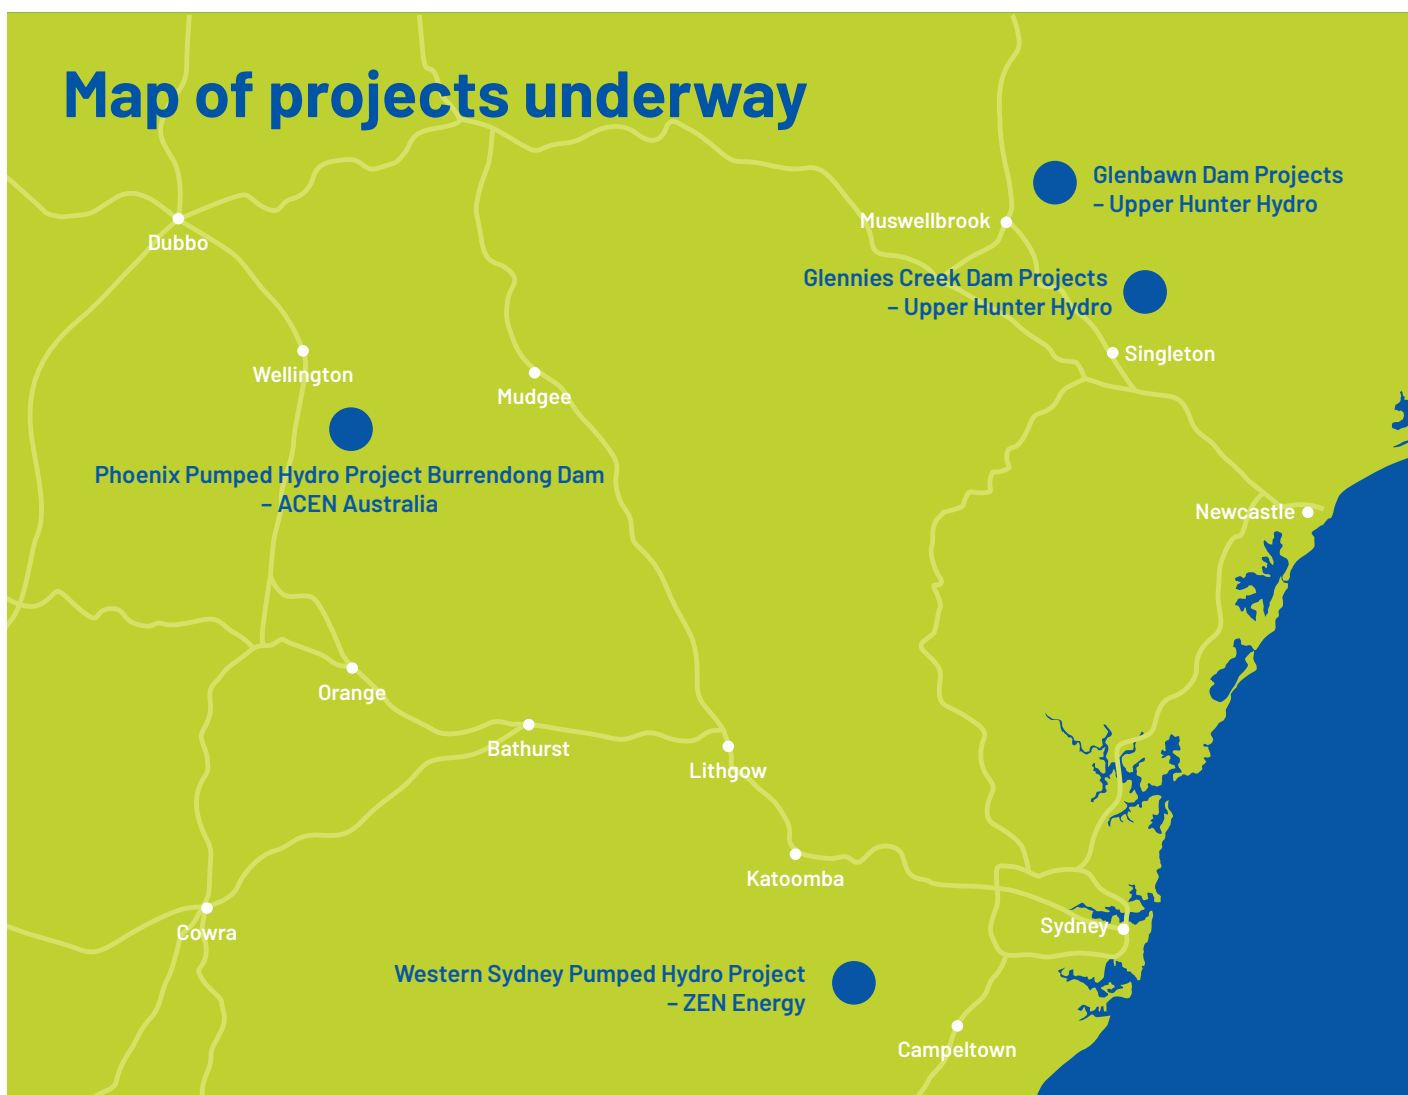 Map of projects underway
Glenbawn Dam Projects
– Upper Hunter Hydro
Muswellbrook
Dubbo
Glennies Creek Dam Projects
– Upper Hunter Hydro
Singleton
Wellington
Mudgee
Phoenix Pumped Hydro Project Burrendong Dam
– ACEN Australia
Newcastle
Orange
Bathurst
Lithgow
Katoomba
Cowra
Sydney
Western Sydney Pumped Hydro Project
– ZEN Energy
Campeltown